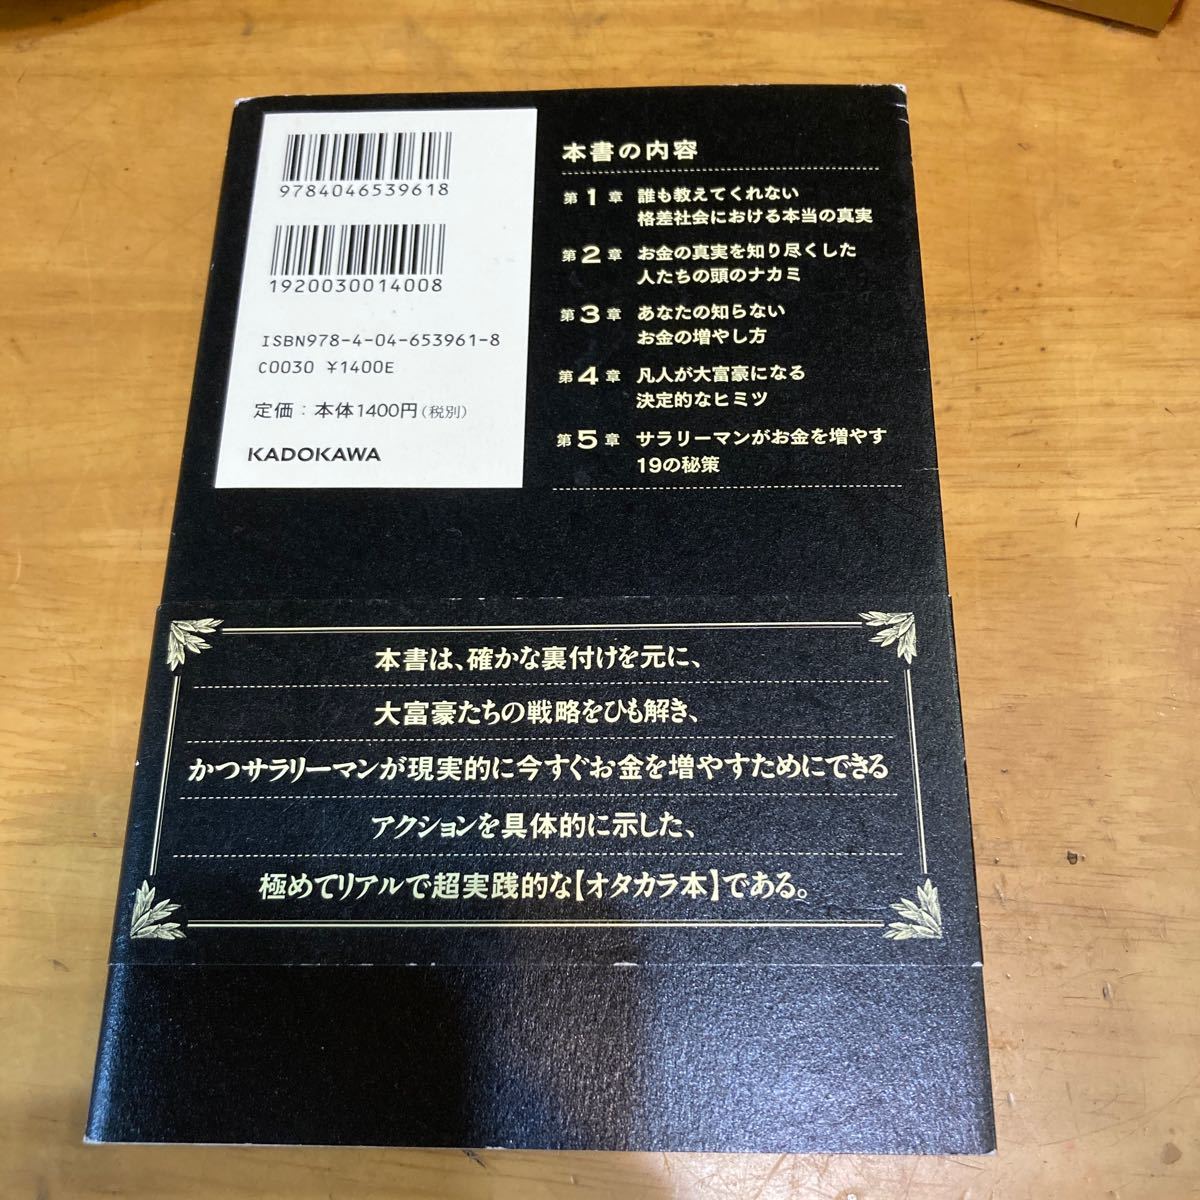 9784046539618
1920030014008
ISBN978-4-04-653961-8
C0030 ¥1400E
定価：本体1400円(税別)
KADOKAWA
本書の内容
第1章 誰も教えてくれない
格差社会における本当の真実
第2章 お金の真実を知り尽くした
人たちの頭のナカミ
第3章 あなたの知らない
お金の増やし方
第4章 凡人が大富豪になる
決定的なヒミツ
第5章 サラリーマンがお金を増やす
19の秘策
本書は、確かな裏付けを元に、
大富豪たちの戦略をひも解き、
かつサラリーマンが現実的に今すぐお金を増やすためにできる
アクションを具体的に示した、
極めてリアルで超実践的な【オタカラ本】である。